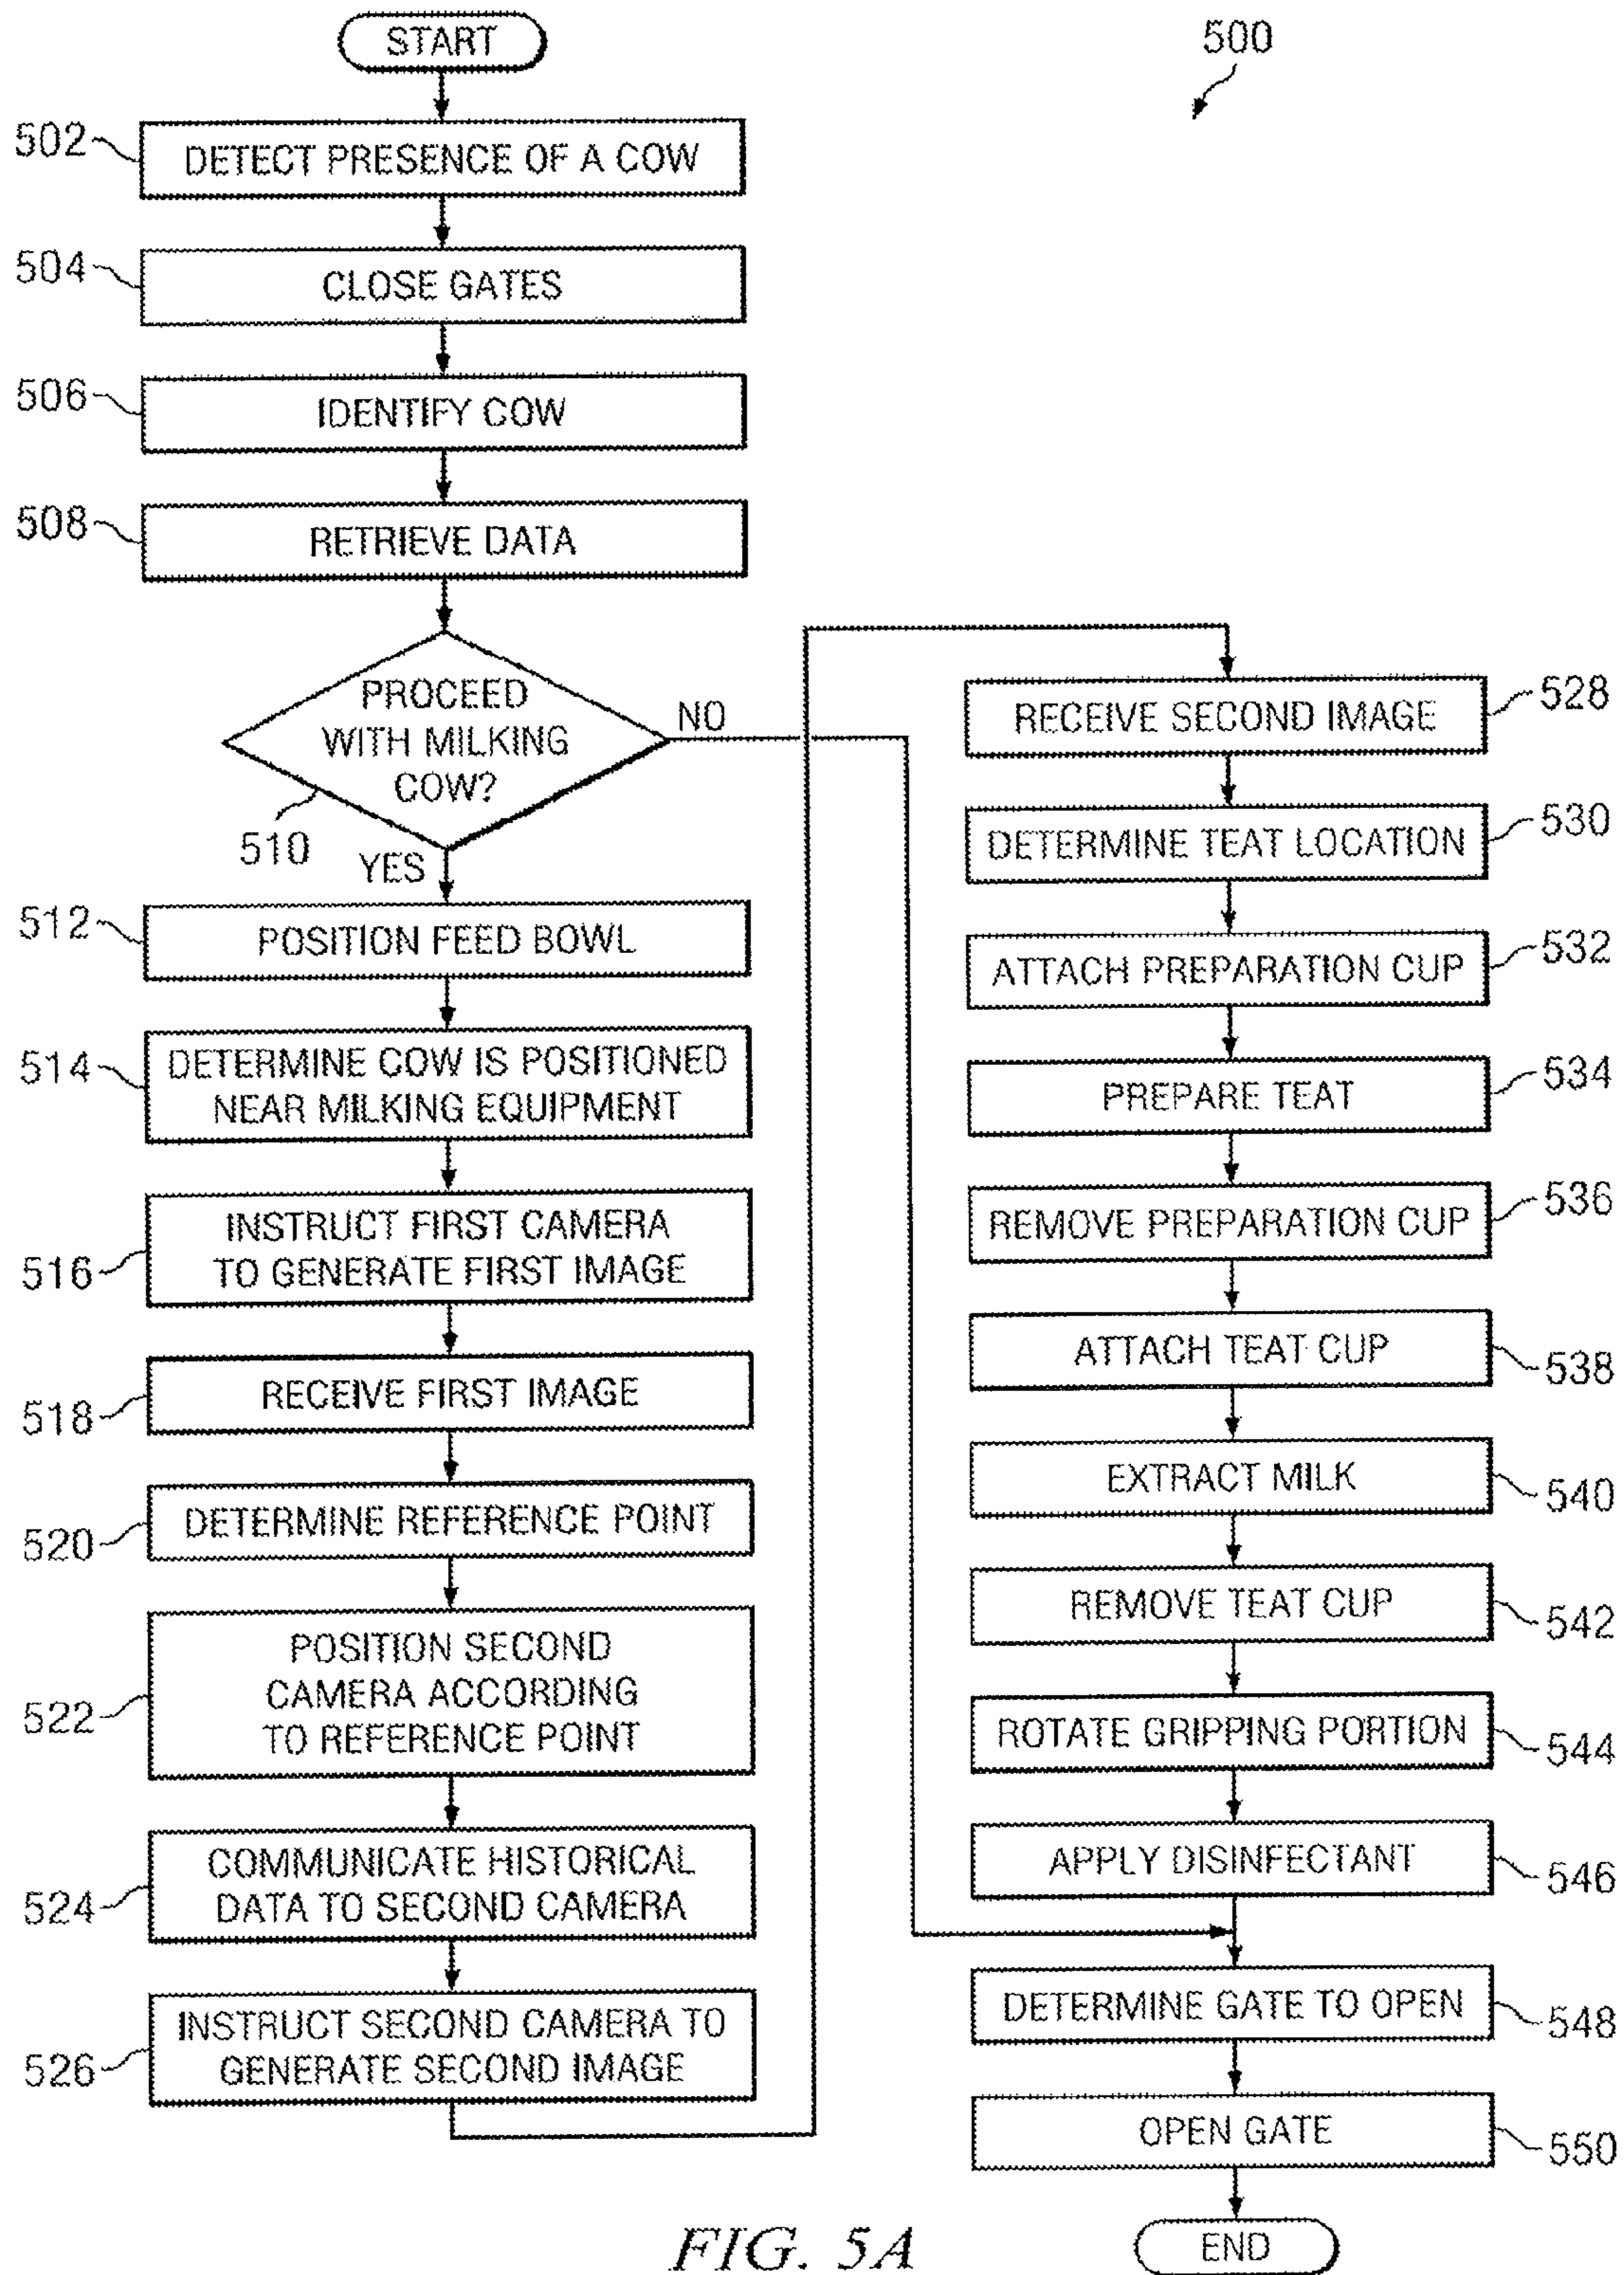 START
500
502
DETECT PRESENCE OF A COW
504
CLOSE GATES
506
IDENTIFY COW
508
RETRIEVE DATA
PROCEED
WITH MILKING
COW?
510
NO
YES
512
POSITION FEED BOWL
514
DETERMINE COW IS POSITIONED
NEAR MILKING EQUIPMENT
516
INSTRUCT FIRST CAMERA
TO GENERATE FIRST IMAGE
518
RECEIVE FIRST IMAGE
520
DETERMINE REFERENCE POINT
522
POSITION SECOND
CAMERA ACCORDING
TO REFERENCE POINT
524
COMMUNICATE HISTORICAL
DATA TO SECOND CAMERA
526
INSTRUCT SECOND CAMERA TO
GENERATE SECOND IMAGE
RECEIVE SECOND IMAGE
528
DETERMINE TEAT LOCATION
530
ATTACH PREPARATION CUP
532
PREPARE TEAT
534
REMOVE PREPARATION CUP
536
ATTACH TEAT CUP
538
EXTRACT MILK
540
REMOVE TEAT CUP
542
ROTATE GRIPPING PORTION
544
APPLY DISINFECTANT
546
DETERMINE GATE TO OPEN
548
OPEN GATE
550
END
FIG. 5A